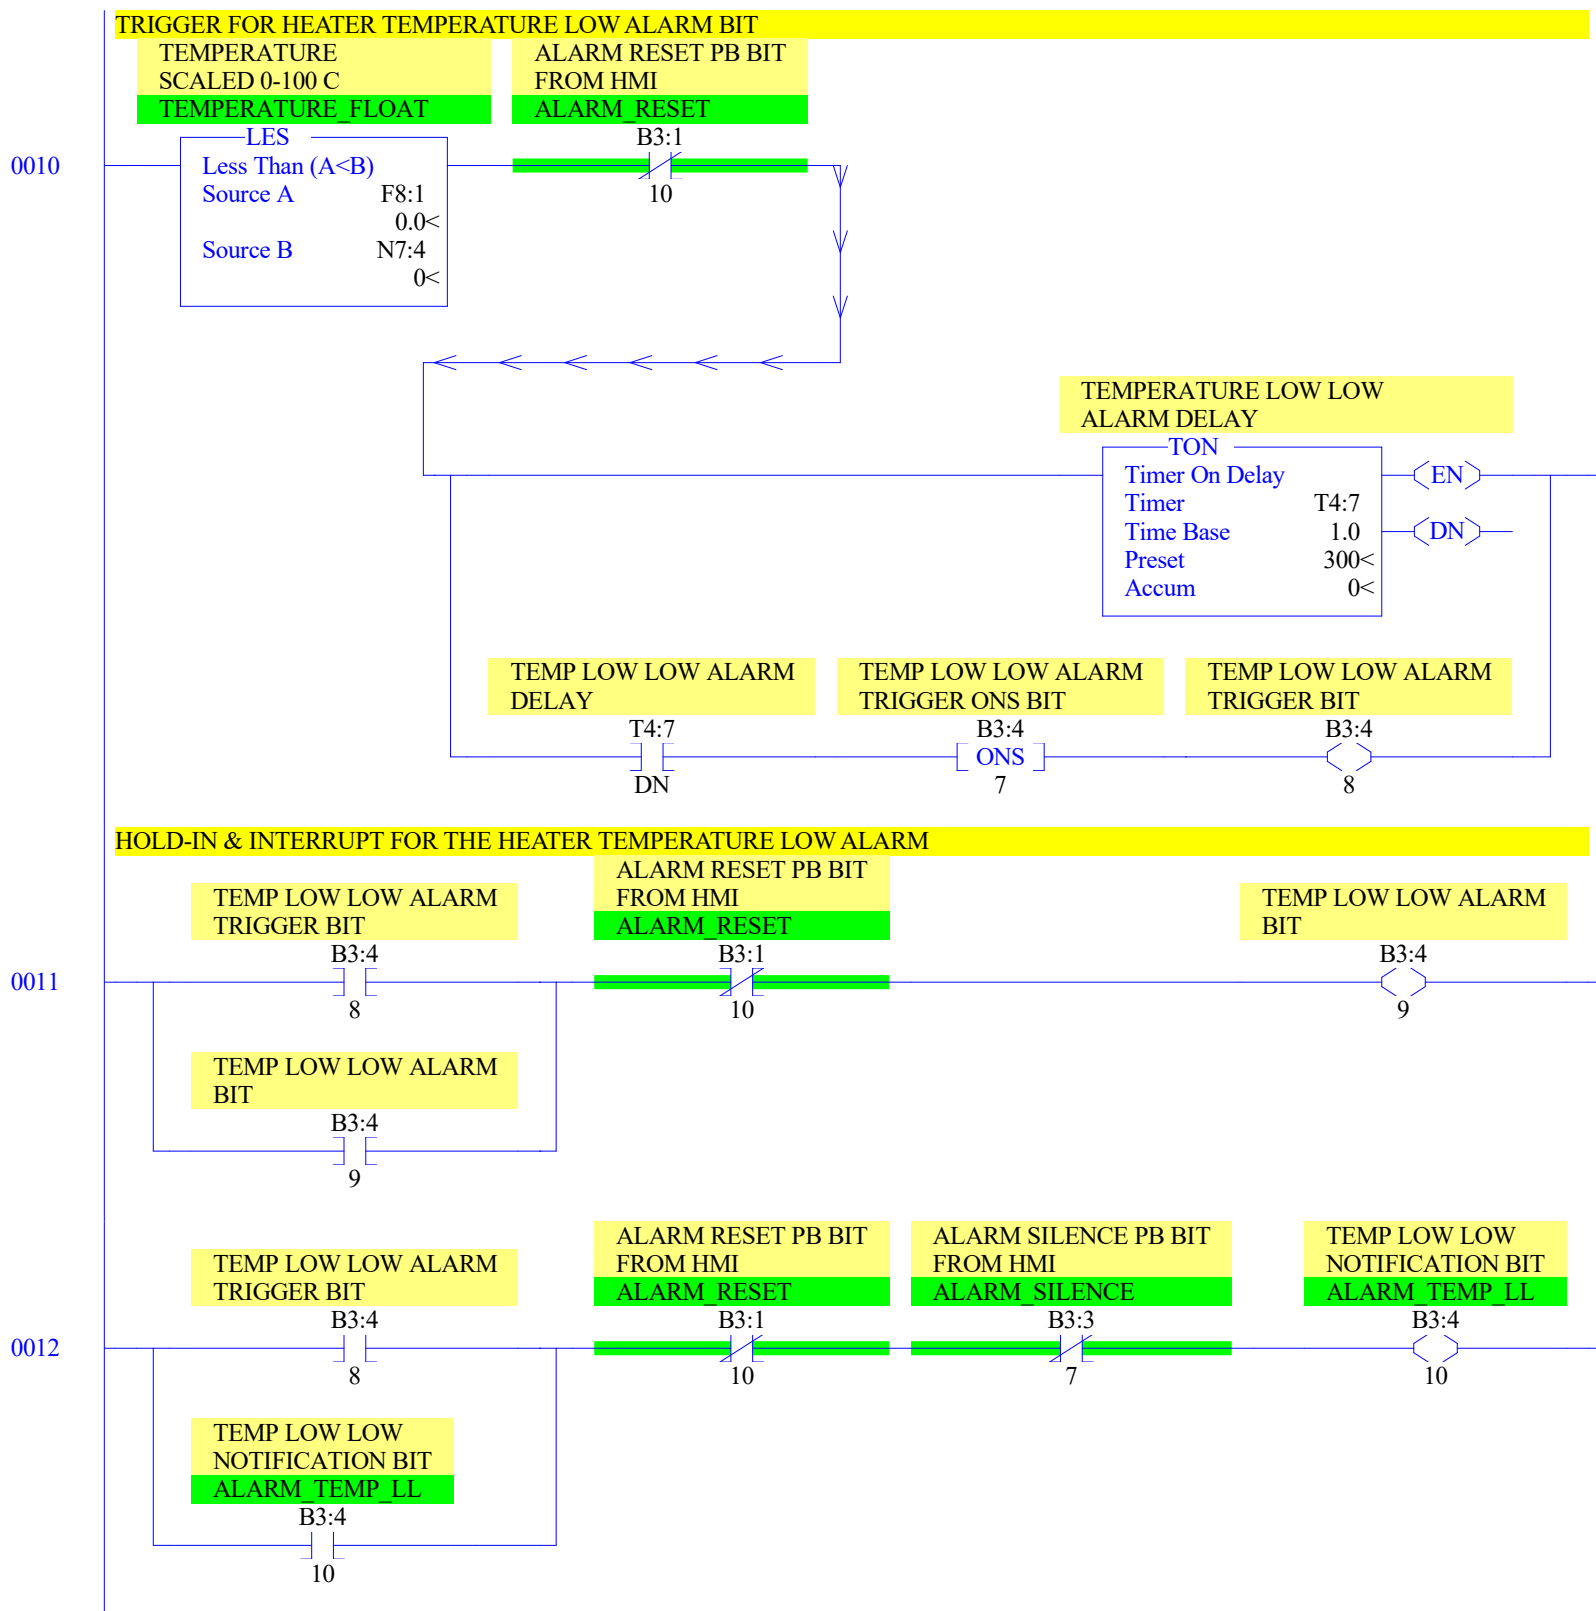 TRIGGER FOR HEATER TEMPERATURE LOW ALARM BIT
TEMPERATURE
SCALED 0-100 C
TEMPERATURE_FLOAT
ALARM RESET PB BIT
FROM HMI
ALARM_RESET
0010
LES
Less Than (A<B)
Source A F8:1
0.0<
Source B N7:4
0<
B3:1
10
TEMPERATURE LOW LOW
ALARM DELAY
TON
Timer On Delay
Timer T4:7
Time Base 1.0
Preset 300<
Accum 0<
EN
DN
TEMP LOW LOW ALARM
DELAY
T4:7
DN
TEMP LOW LOW ALARM
TRIGGER ONS BIT
B3:4
ONS
7
TEMP LOW LOW ALARM
TRIGGER BIT
B3:4
8
HOLD-IN & INTERRUPT FOR THE HEATER TEMPERATURE LOW ALARM
0011
TEMP LOW LOW ALARM
TRIGGER BIT
B3:4
8
ALARM RESET PB BIT
FROM HMI
ALARM_RESET
B3:1
10
TEMP LOW LOW ALARM
BIT
B3:4
9
TEMP LOW LOW ALARM
BIT
B3:4
9
0012
TEMP LOW LOW ALARM
TRIGGER BIT
B3:4
8
ALARM RESET PB BIT
FROM HMI
ALARM_RESET
B3:1
10
ALARM SILENCE PB BIT
FROM HMI
ALARM_SILENCE
B3:3
7
TEMP LOW LOW
NOTIFICATION BIT
ALARM_TEMP_LL
B3:4
10
TEMP LOW LOW
NOTIFICATION BIT
ALARM_TEMP_LL
B3:4
10